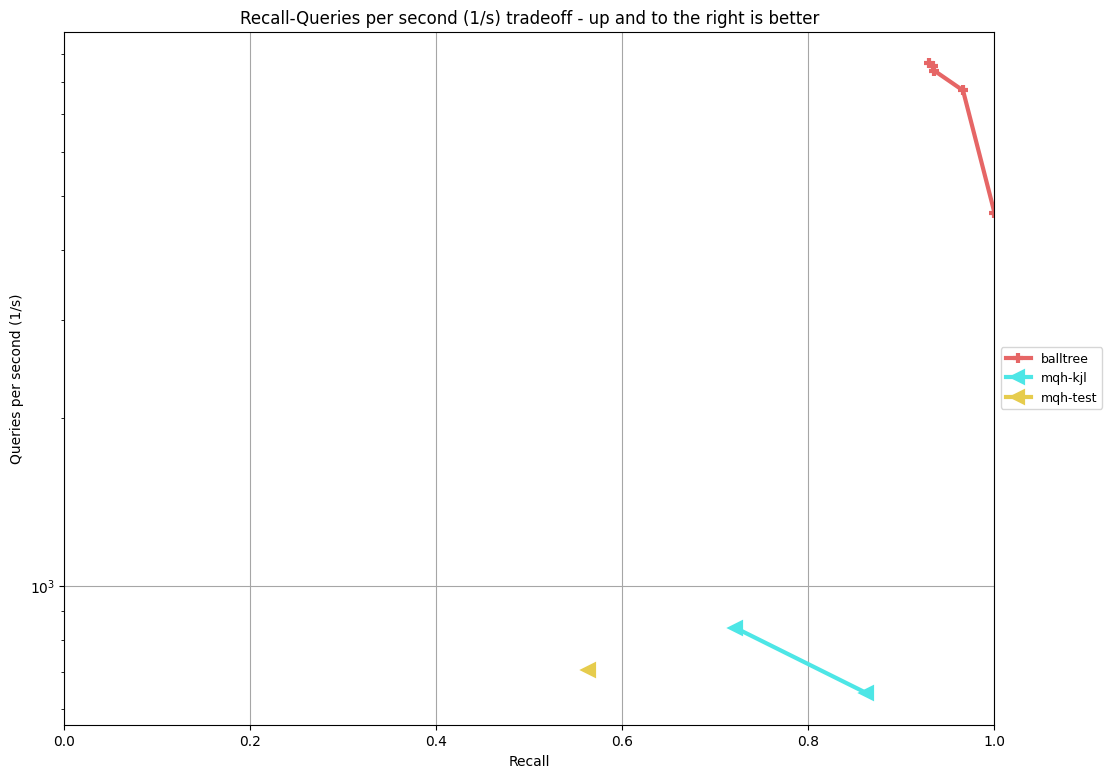 Recall-Queries per second (1/s) tradeoff - up and to the right is better
Queries per second (1/s)
10³
0.0 0.2 0.4 0.6 0.8 1.0
Recall
balltree
mqh-kjl
mqh-test